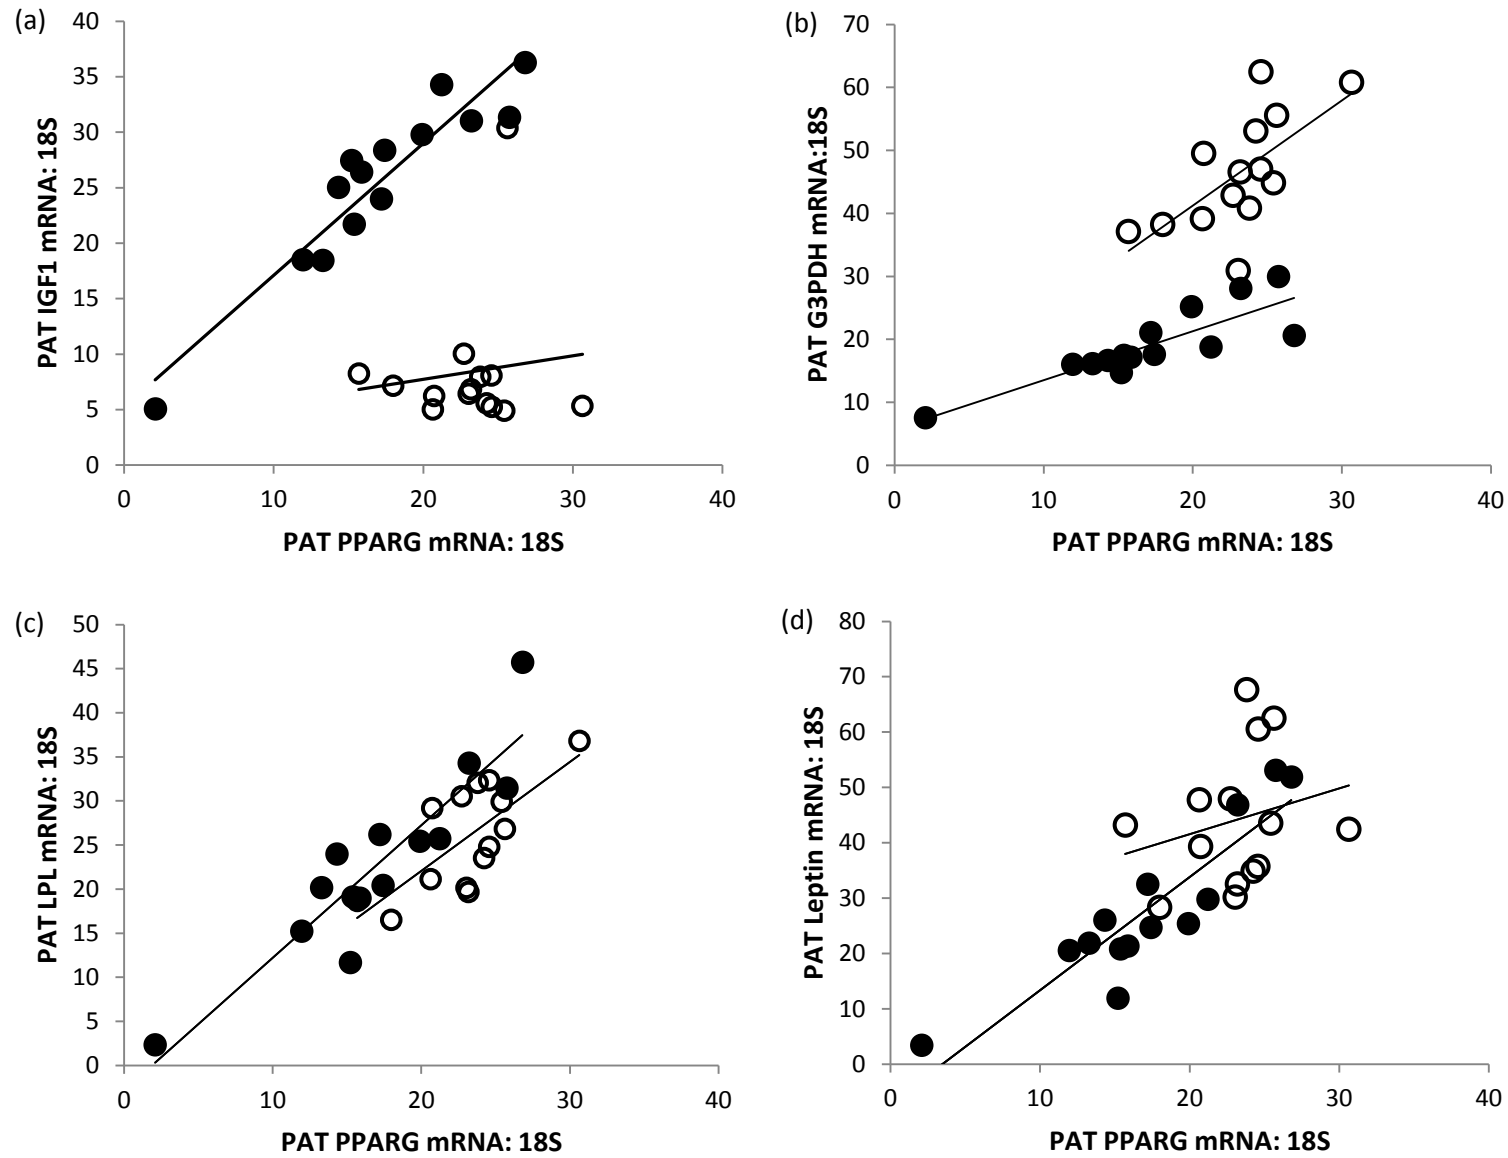 (a)
PAT IGF1 mRNA: 18S
40
35
30
25
20
15
10
5
0
0 10 20 30 40
PAT PPARG mRNA: 18S
(b)
PAT G3PDH mRNA:18S
70
60
50
40
30
20
10
0
0 10 20 30 40
PAT PPARG mRNA: 18S
(c)
PAT LPL mRNA: 18S
50
45
40
35
30
25
20
15
10
5
0
0 10 20 30 40
PAT PPARG mRNA: 18S
(d)
PAT Leptin mRNA: 18S
80
70
60
50
40
30
20
10
0
0 10 20 30 40
PAT PPARG mRNA: 18S